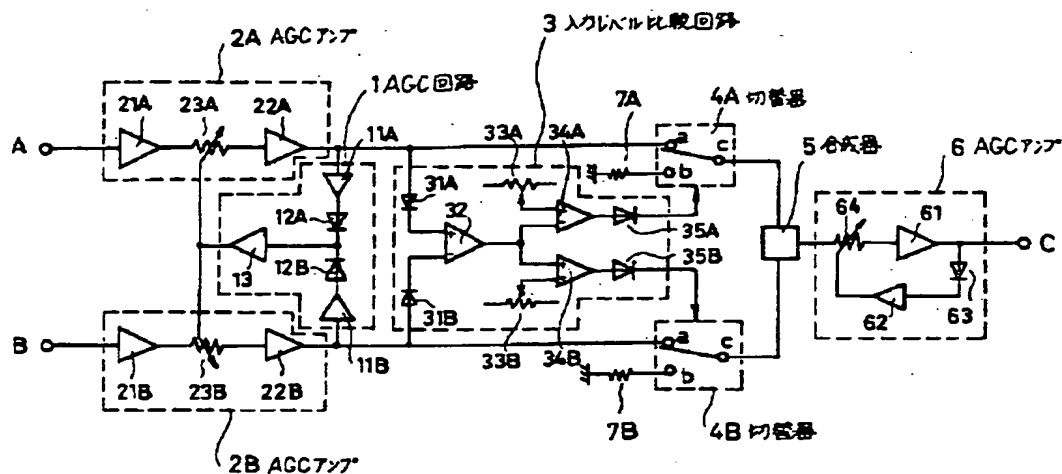 3 入力レベル比較回路
2A AGCアンプ
1 AGC回路
4A 切替器
21A 23A 22A
11A
33A 34A
7A
a c
b
A
5 合成器
6 AGCアンプ
31A
12A
32
35A
64 61
C
13
12B
35B
62 63
31B
B
21B 23B 22B
11B
33B 34B
a c
b
7B
4B 切替器
2B AGCアンプ